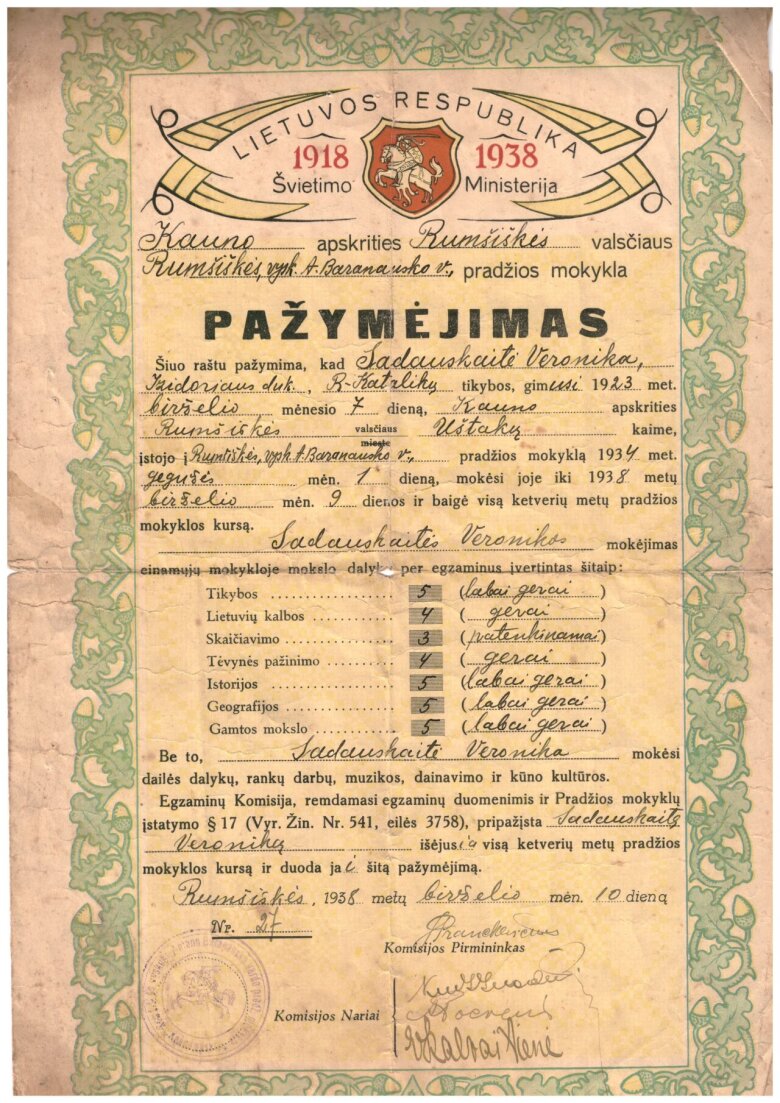 LIETUVOS RESPUBLIKA
1918 1938
Švietimo Ministerija
Kauno apskrities Rumšiškės valsčiaus
Rumšiškės, vpk. A. Baranausko v., pradžios mokykla
PAŽYMĖJIMAS
Šiuo raštu pažymima, kad Sadauskaitė Veronika,
Izidoriaus duk., R-Katalikų tikybos, gimusi 1923 met.
birželio mėnesio 7 dieną, Kauno apskrities
Rumšiškės valsčiaus Uštakų kaime,
miesto
įstojo į Rumšiškės, vpk A. Baranausko v., pradžios mokyklą 1934 met.
gegužės mėn. 1 dieną, mokėsi joje iki 1938 metų
birželio mėn. 9 dienos ir baigė visą ketverių metų pradžios
mokyklos kursą.
Sadauskaitės Veronikos mokėjimas
einamųjų mokykloje mokslo dalykų per egzaminus įvertintas šitaip:
Tikybos 5 (labai gerai)
Lietuvių kalbos 4 (gerai)
Skaičiavimo 3 (patenkinamai)
Tėvynės pažinimo 4 (gerai)
Istorijos 5 (labai gerai)
Geografijos 5 (labai gerai)
Gamtos mokslo 5 (labai gerai)
Be to, Sadauskaitė Veronika mokėsi
dailės dalykų, rankų darbų, muzikos, dainavimo ir kūno kultūros.
Egzaminų Komisija, remdamasi egzaminų duomenimis ir Pradžios mokyklų
įstatymo § 17 (Vyr. Žin. Nr. 541, eilės 3758), pripažįsta Sadauskaitę
Veroniką išėjusią visą ketverių metų pradžios
mokyklos kursą ir duoda jai šitą pažymėjimą.
Rumšiškės, 1938 metų birželio mėn. 10 dieną
Nr. 27
Komisijos Pirmininkas
Komisijos Nariai